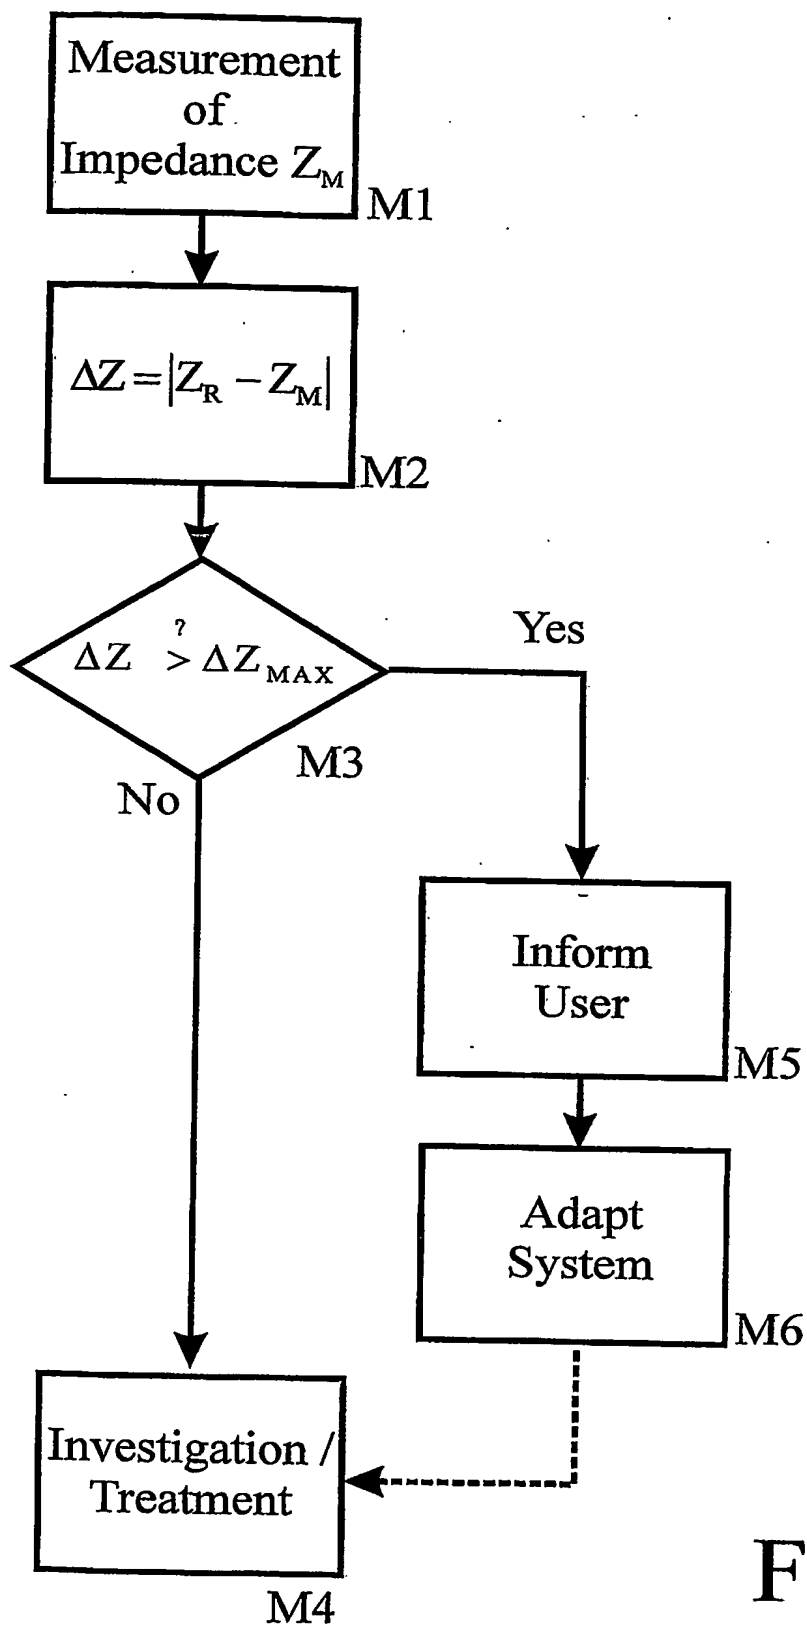 Measurement
of
Impedance Z_M
M1
ΔZ=|Z_R − Z_M|
M2
?
ΔZ > ΔZ_MAX
Yes
M3
No
Inform
User
M5
Adapt
System
M6
Investigation /
Treatment
M4
F